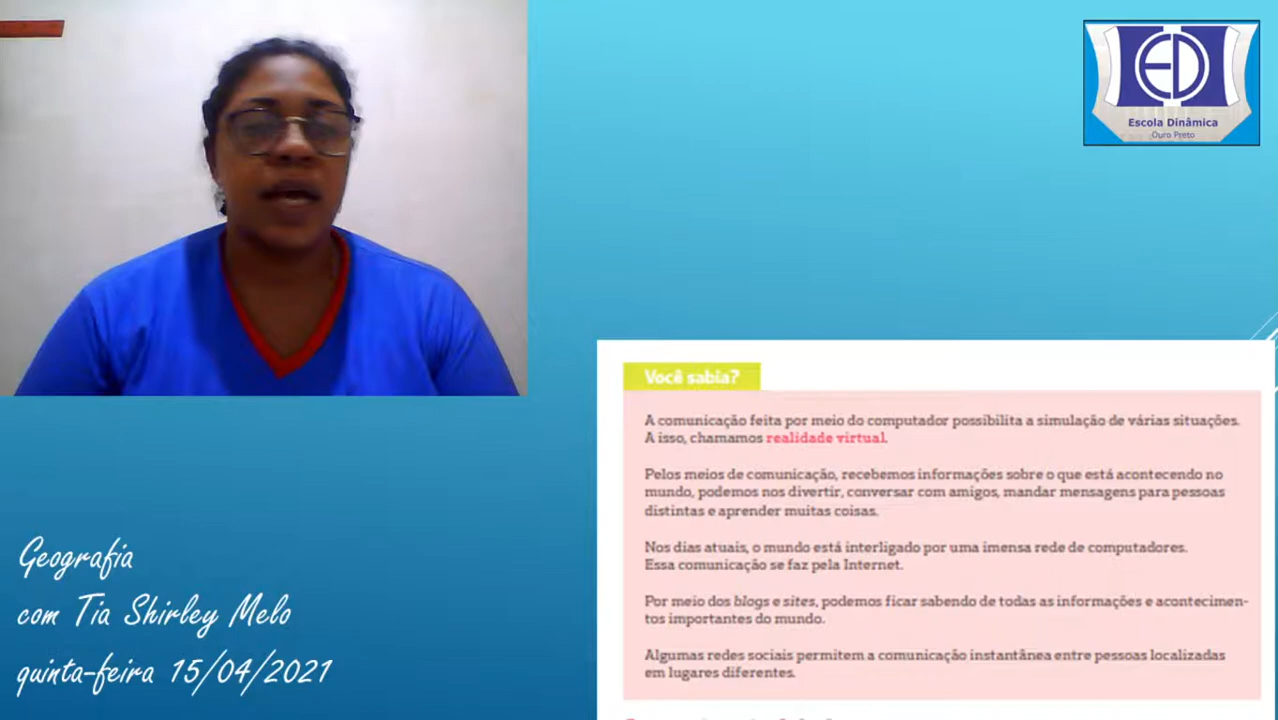 ED
Escola Dinâmica
Ouro Preto
Você sabia?
A comunicação feita por meio do computador possibilita a simulação de várias situações.
A isso, chamamos realidade virtual.
Pelos meios de comunicação, recebemos informações sobre o que está acontecendo no
mundo, podemos nos divertir, conversar com amigos, mandar mensagens para pessoas
distintas e aprender muitas coisas.
Nos dias atuais, o mundo está interligado por uma imensa rede de computadores.
Essa comunicação se faz pela Internet.
Por meio dos blogs e sites, podemos ficar sabendo de todas as informações e acontecimen-
tos importantes do mundo.
Algumas redes sociais permitem a comunicação instantânea entre pessoas localizadas
em lugares diferentes.
Geografia
com Tia Shirley Melo
quinta-feira 15/04/2021